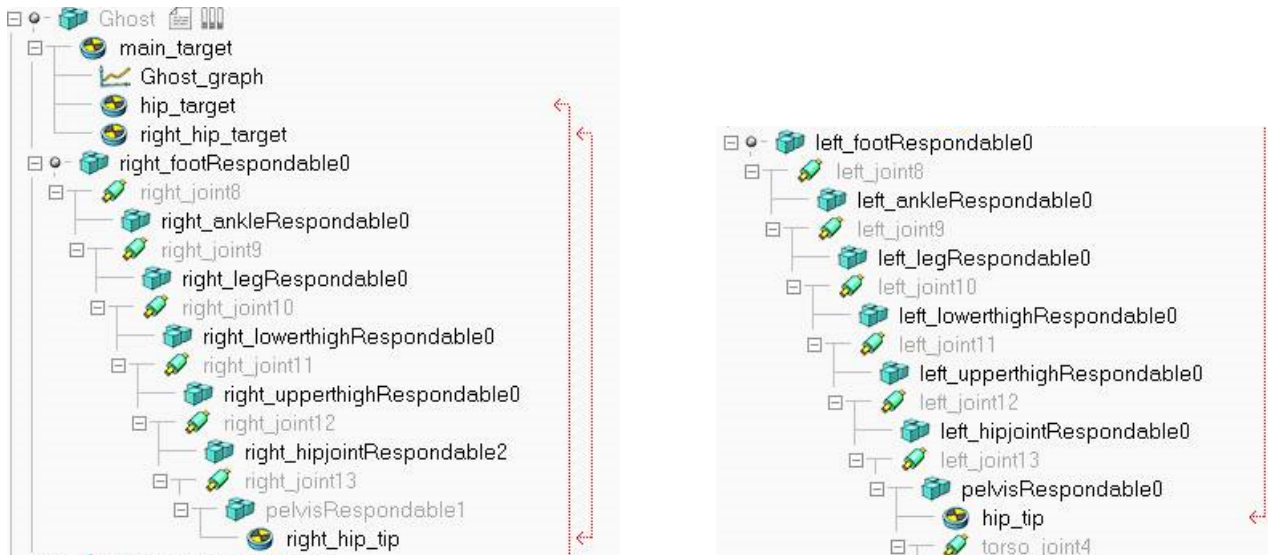 Ghost
main_target
Ghost_graph
hip_target
right_hip_target
right_footRespondable0
right_joint8
right_ankleRespondable0
right_joint9
right_legRespondable0
right_joint10
right_lowerthighRespondable0
right_joint11
right_upperthighRespondable0
right_joint12
right_hipjointRespondable2
right_joint13
pelvisRespondable1
right_hip_tip
left_footRespondable0
left_joint8
left_ankleRespondable0
left_joint9
left_legRespondable0
left_joint10
left_lowerthighRespondable0
left_joint11
left_upperthighRespondable0
left_joint12
left_hipjointRespondable0
left_joint13
pelvisRespondable0
hip_tip
torso_joint4